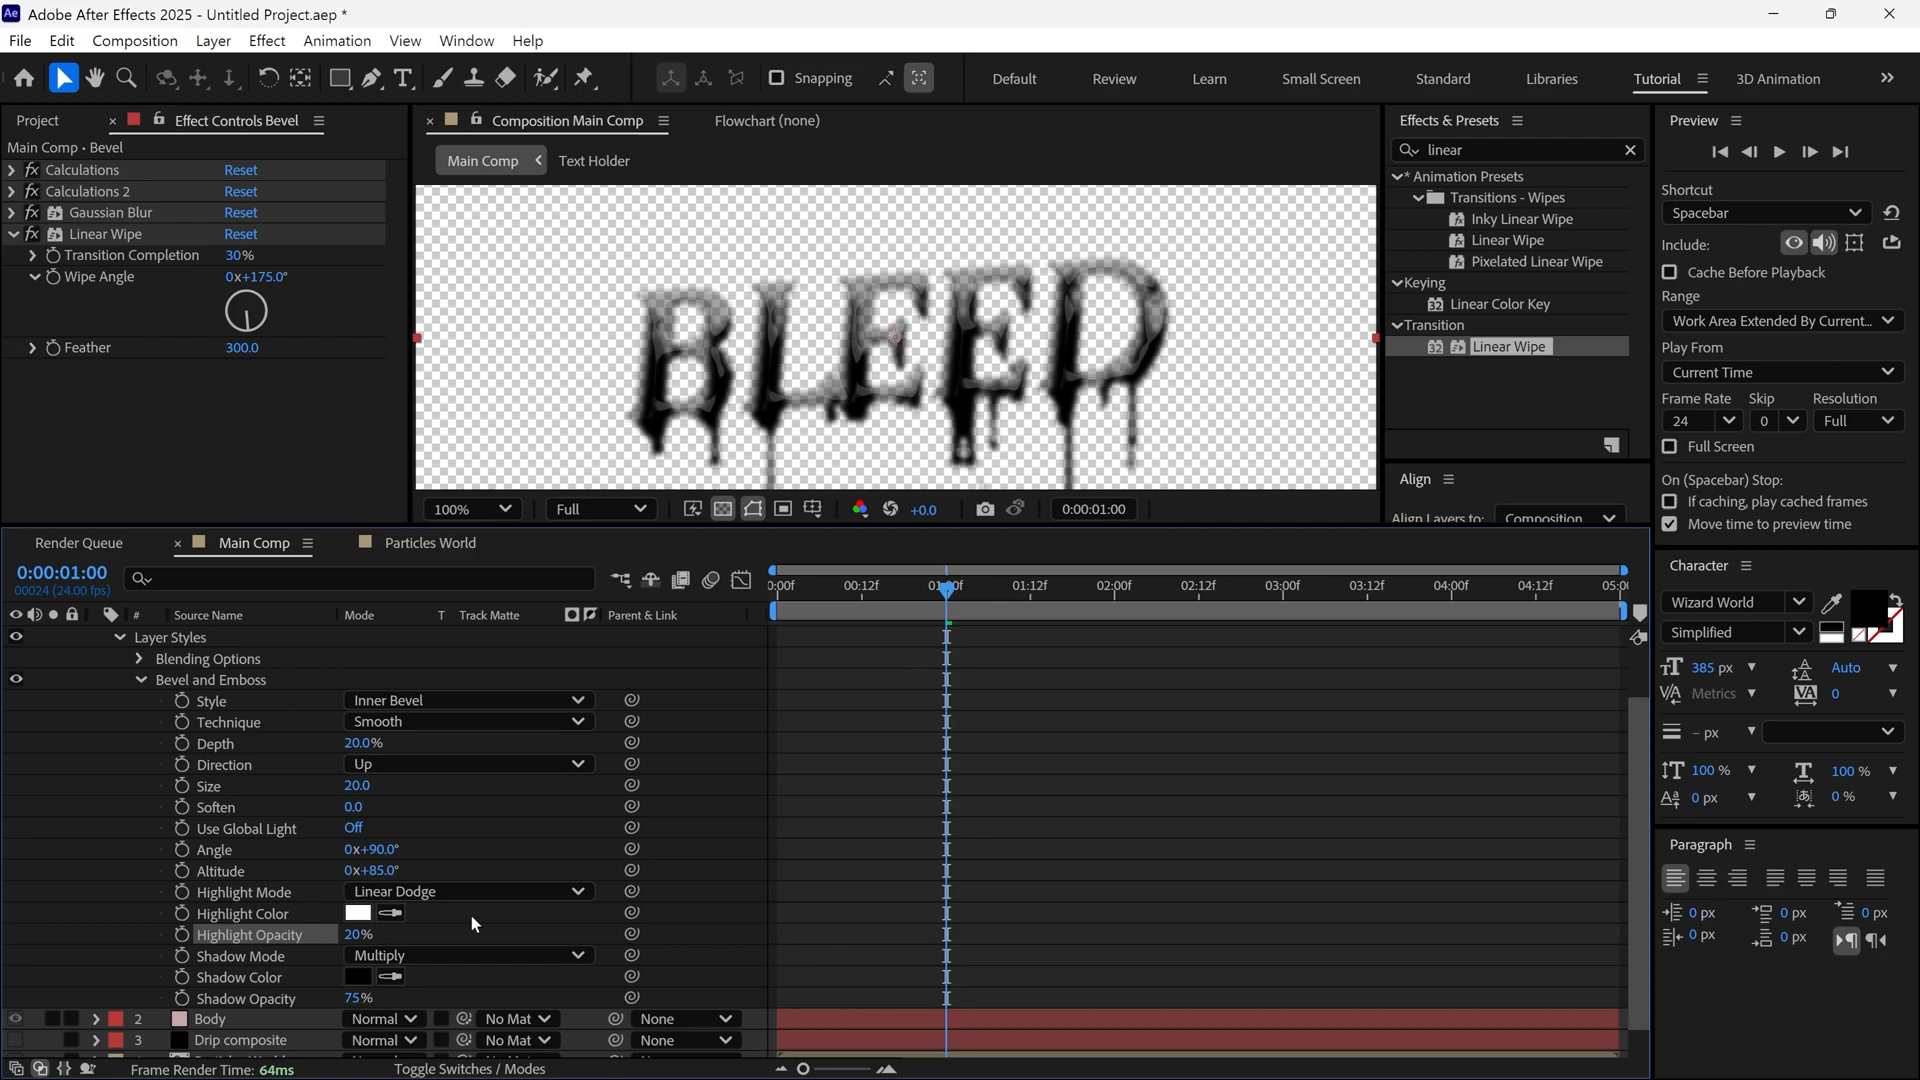 Adobe After Effects 2025 - Untitled Project.aep *
File Edit Composition Layer Effect Animation View Window Help
Snapping
Default Review Learn Small Screen Standard Libraries Tutorial 3D Animation
Project
Effect Controls Bevel
Main Comp • Bevel
Calculations Reset
Calculations 2 Reset
Gaussian Blur Reset
Linear Wipe Reset
Transition Completion 30%
Wipe Angle 0x+175.0°
Feather 300.0
Composition Main Comp
Flowchart (none)
Main Comp
Text Holder
BLEED
100%
Full
+0.0
0:00:01:00
Effects & Presets
linear
* Animation Presets
Transitions - Wipes
Inky Linear Wipe
Linear Wipe
Pixelated Linear Wipe
Keying
Linear Color Key
Transition
Linear Wipe
Align
Align Layers to: Composition
Preview
Shortcut
Spacebar
Include:
Cache Before Playback
Range
Work Area Extended By Current...
Play From
Current Time
Frame Rate Skip Resolution
24 0 Full
Full Screen
On (Spacebar) Stop:
If caching, play cached frames
Move time to preview time
Character
Wizard World
Simplified
385 px Auto
Metrics 0
– px
100 % 100 %
0 px 0 %
Paragraph
0 px 0 px 0 px
0 px 0 px
Render Queue
Main Comp
Particles World
0:00:01:00
00024 (24.00 fps)
0:00f 00:12f 01:00f 01:12f 02:00f 02:12f 03:00f 03:12f 04:00f 04:12f 05:00
# Source Name Mode T Track Matte Parent & Link
Layer Styles
Blending Options
Bevel and Emboss
Style Inner Bevel
Technique Smooth
Depth 20.0%
Direction Up
Size 20.0
Soften 0.0
Use Global Light Off
Angle 0x+90.0°
Altitude 0x+85.0°
Highlight Mode Linear Dodge
Highlight Color
Highlight Opacity 20%
Shadow Mode Multiply
Shadow Color
Shadow Opacity 75%
2 Body Normal No Mat None
3 Drip composite Normal No Mat None
Frame Render Time: 64ms
Toggle Switches / Modes